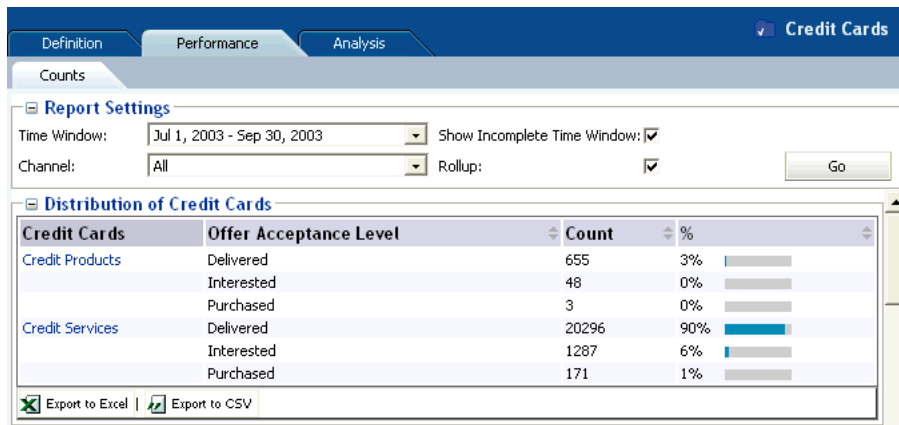 Credit Cards
Definition Performance Analysis
Counts
Report Settings
Time Window: Jul 1, 2003 - Sep 30, 2003 Show Incomplete Time Window:
Channel: All Rollup: Go
Distribution of Credit Cards
Credit Cards Offer Acceptance Level Count %
Credit Products Delivered 655 3%
Interested 48 0%
Purchased 3 0%
Credit Services Delivered 20296 90%
Interested 1287 6%
Purchased 171 1%
Export to Excel | Export to CSV